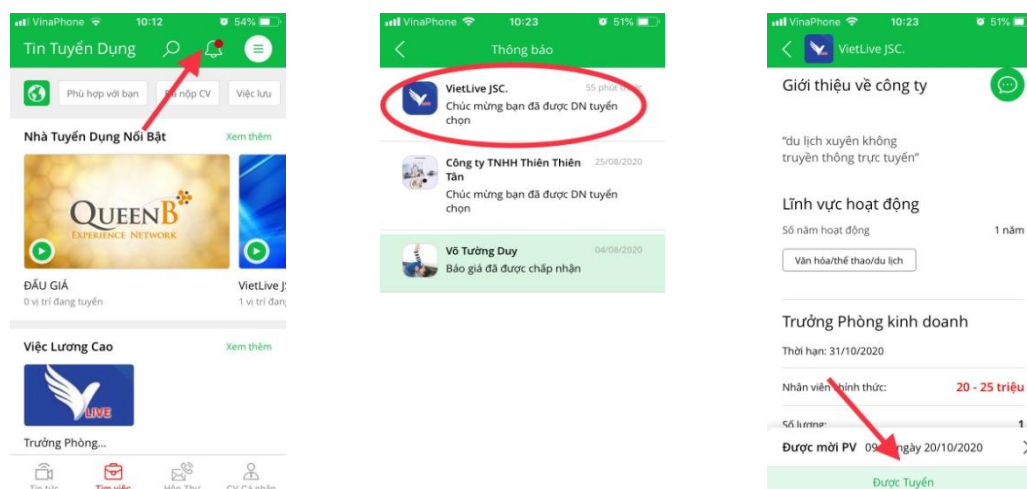 VinaPhone 10:12 54%
Tin Tuyển Dụng
Phù hợp với bạn nộp CV Việc lưu
Nhà Tuyển Dụng Nổi Bật Xem thêm
QUEENB
EXPERIENCE NETWORK
ĐẤU GIÁ VietLive
0 vị trí đang tuyển 1 vị trí
Việc Lương Cao Xem thêm
LIVE
Trưởng Phòng...
Tin tức Tìm việc Hòm Thư CV Cá nhân
VinaPhone 10:23 51%
Thông báo
VietLive JSC. 55 phút trước
Chúc mừng bạn đã được DN tuyển
chọn
Công ty TNHH Thiên Thiên 25/08/2020
Tân
Chúc mừng bạn đã được DN tuyển
chọn
Võ Tường Duy 04/08/2020
Báo giá đã được chấp nhận
VinaPhone 10:23 51%
VietLive JSC.
Giới thiệu về công ty
"du lịch xuyên không
truyền thông trực tuyến"
Lĩnh vực hoạt động
Số năm hoạt động 1 năm
Văn hóa/thể thao/du lịch
Trưởng Phòng kinh doanh
Thời hạn: 31/10/2020
Nhân viên chính thức: 20 - 25 triệu
Số lượng: 1
Được mời PV ngày 20/10/2020
Được Tuyển